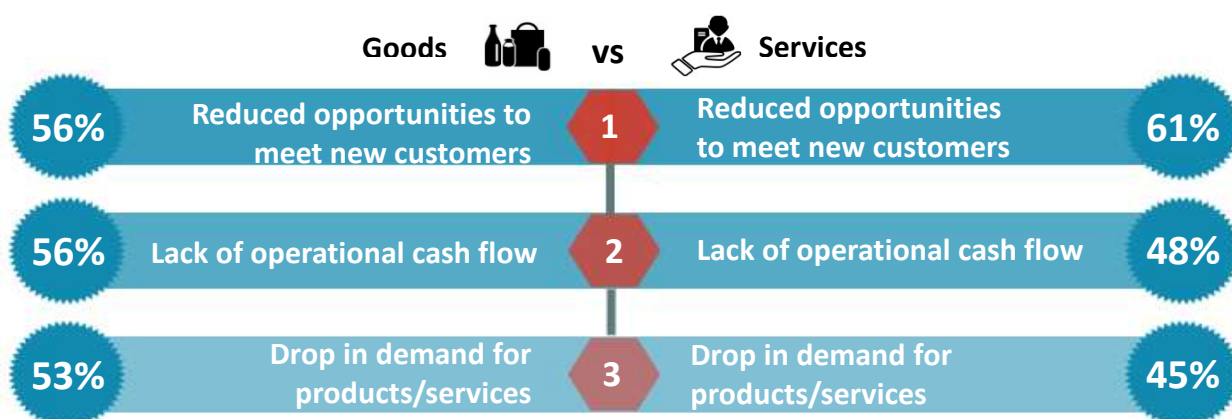 Goods vs Services
56% Reduced opportunities to 1 Reduced opportunities 61%
meet new customers to meet new customers
56% Lack of operational cash flow 2 Lack of operational cash flow 48%
53% Drop in demand for 3 Drop in demand for 45%
products/services products/services